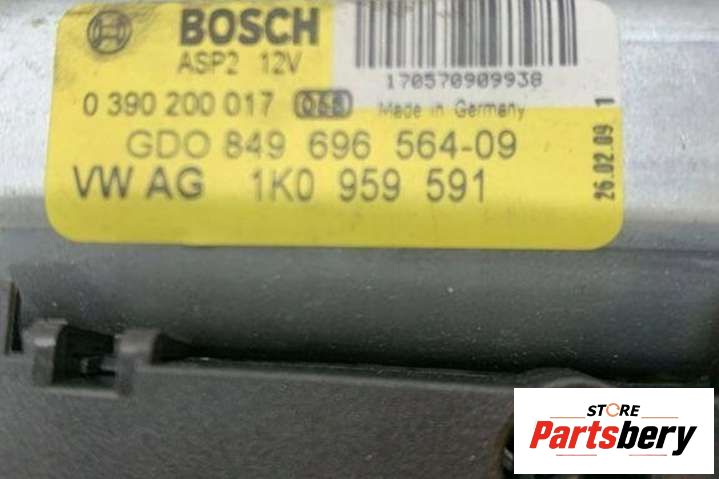 BOSCH
ASP2 12V
170570909938
0 390 200 017 Made in Germany
GDO 849 696 564-09
VW AG 1K0 959 591
26.02.09 1
STORE
Partsbery